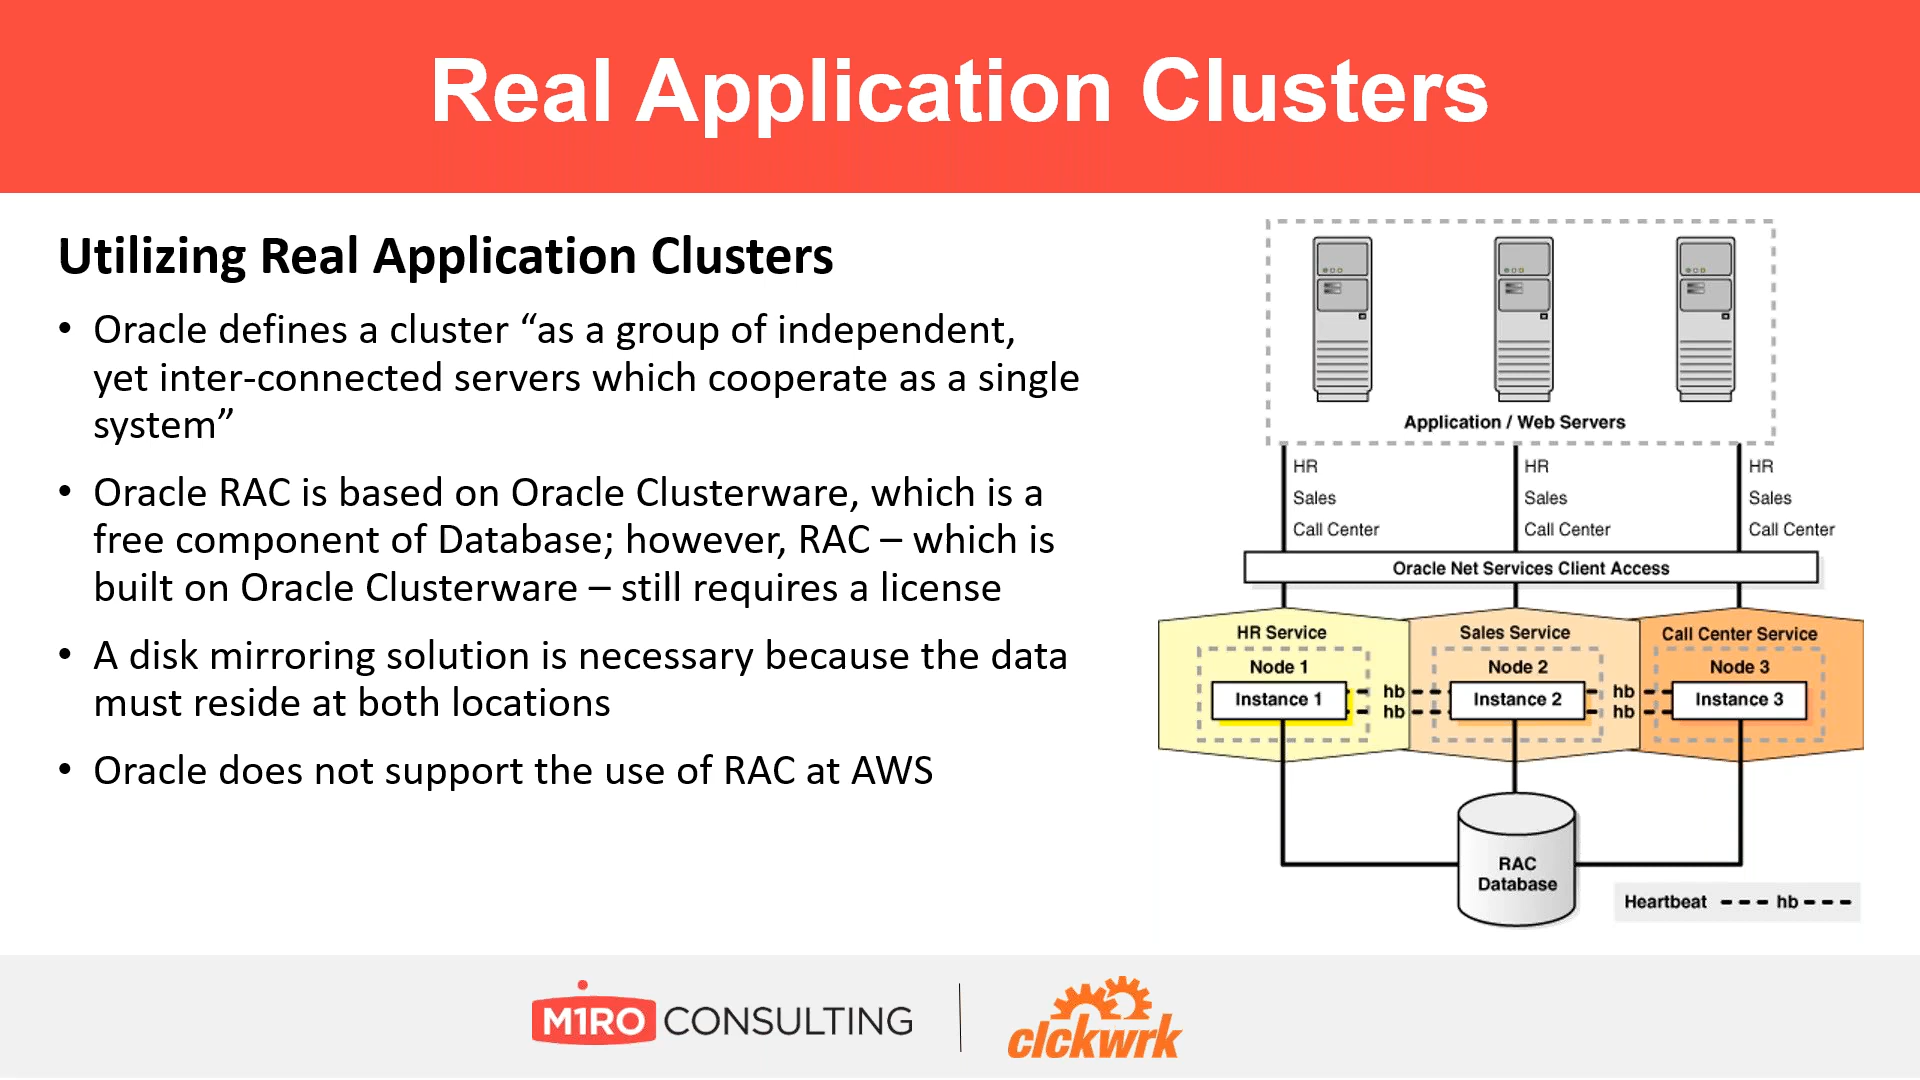 Real Application Clusters
Utilizing Real Application Clusters
• Oracle defines a cluster “as a group of independent,
yet inter-connected servers which cooperate as a single
system”
• Oracle RAC is based on Oracle Clusterware, which is a
free component of Database; however, RAC – which is
built on Oracle Clusterware – still requires a license
• A disk mirroring solution is necessary because the data
must reside at both locations
• Oracle does not support the use of RAC at AWS
Application / Web Servers
HR HR HR
Sales Sales Sales
Call Center Call Center Call Center
Oracle Net Services Client Access
HR Service Sales Service Call Center Service
Node 1 Node 2 Node 3
Instance 1 hb Instance 2 hb Instance 3
hb hb
RAC
Database
Heartbeat hb
M1RO CONSULTING
clckwrk